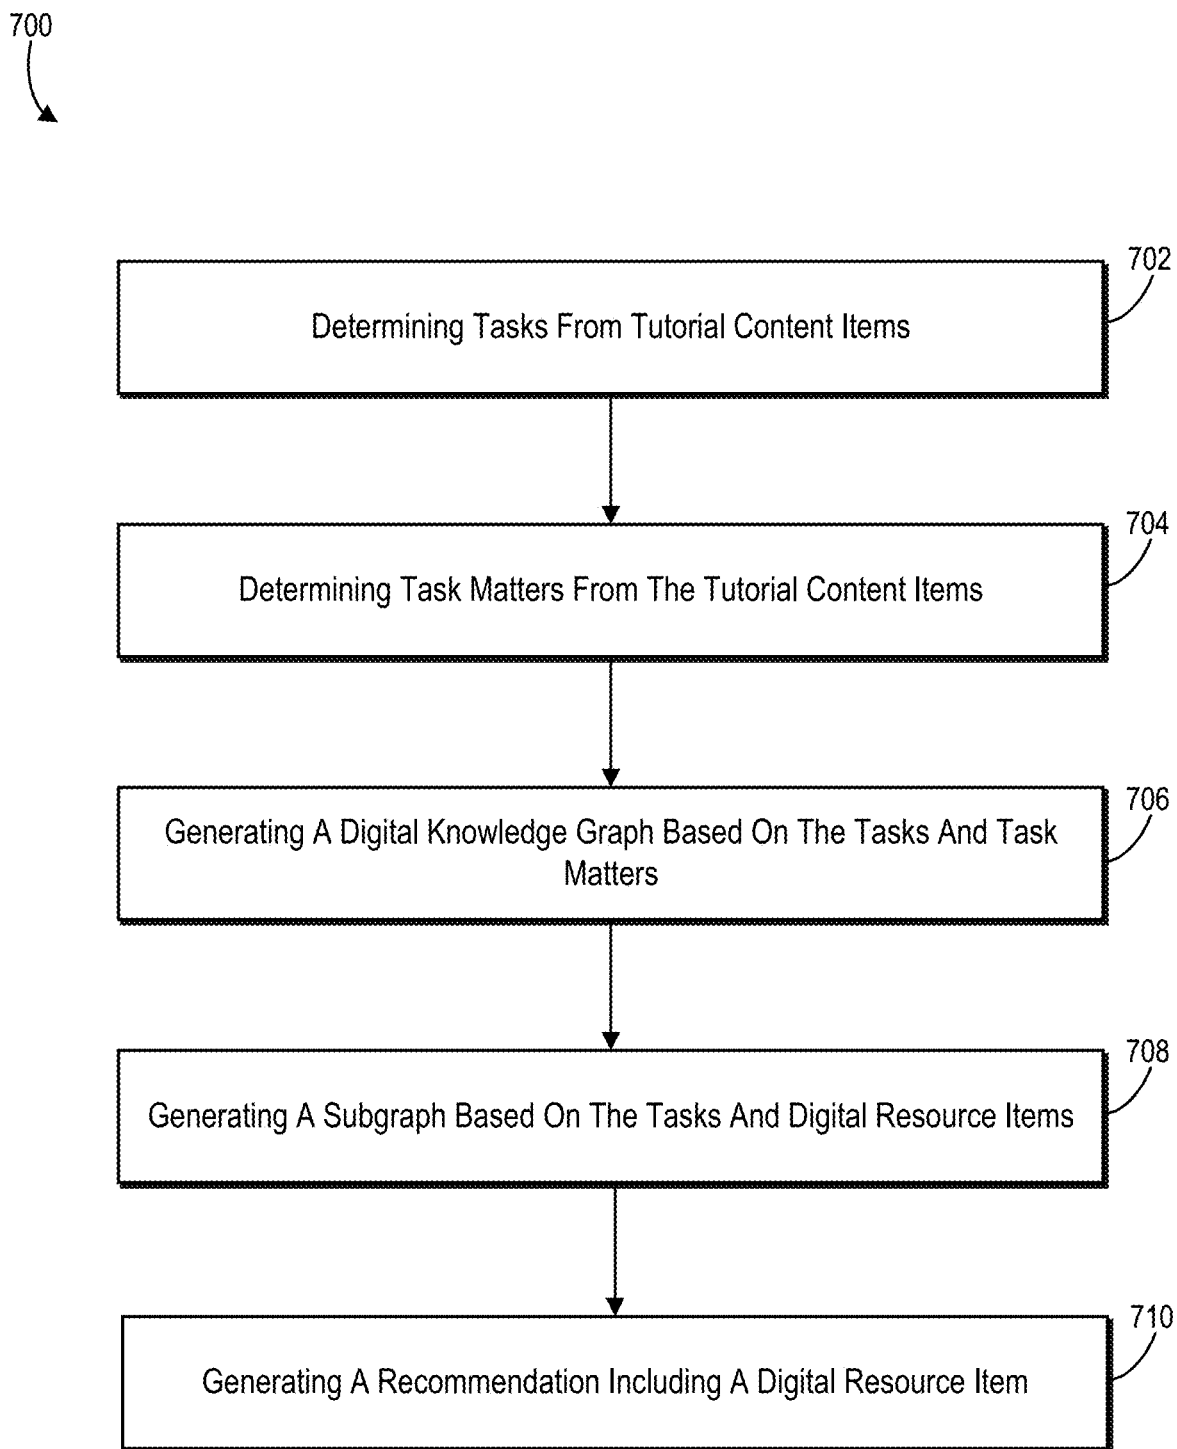 700
702
Determining Tasks From Tutorial Content Items
704
Determining Task Matters From The Tutorial Content Items
706
Generating A Digital Knowledge Graph Based On The Tasks And Task
Matters
708
Generating A Subgraph Based On The Tasks And Digital Resource Items
710
Generating A Recommendation Including A Digital Resource Item